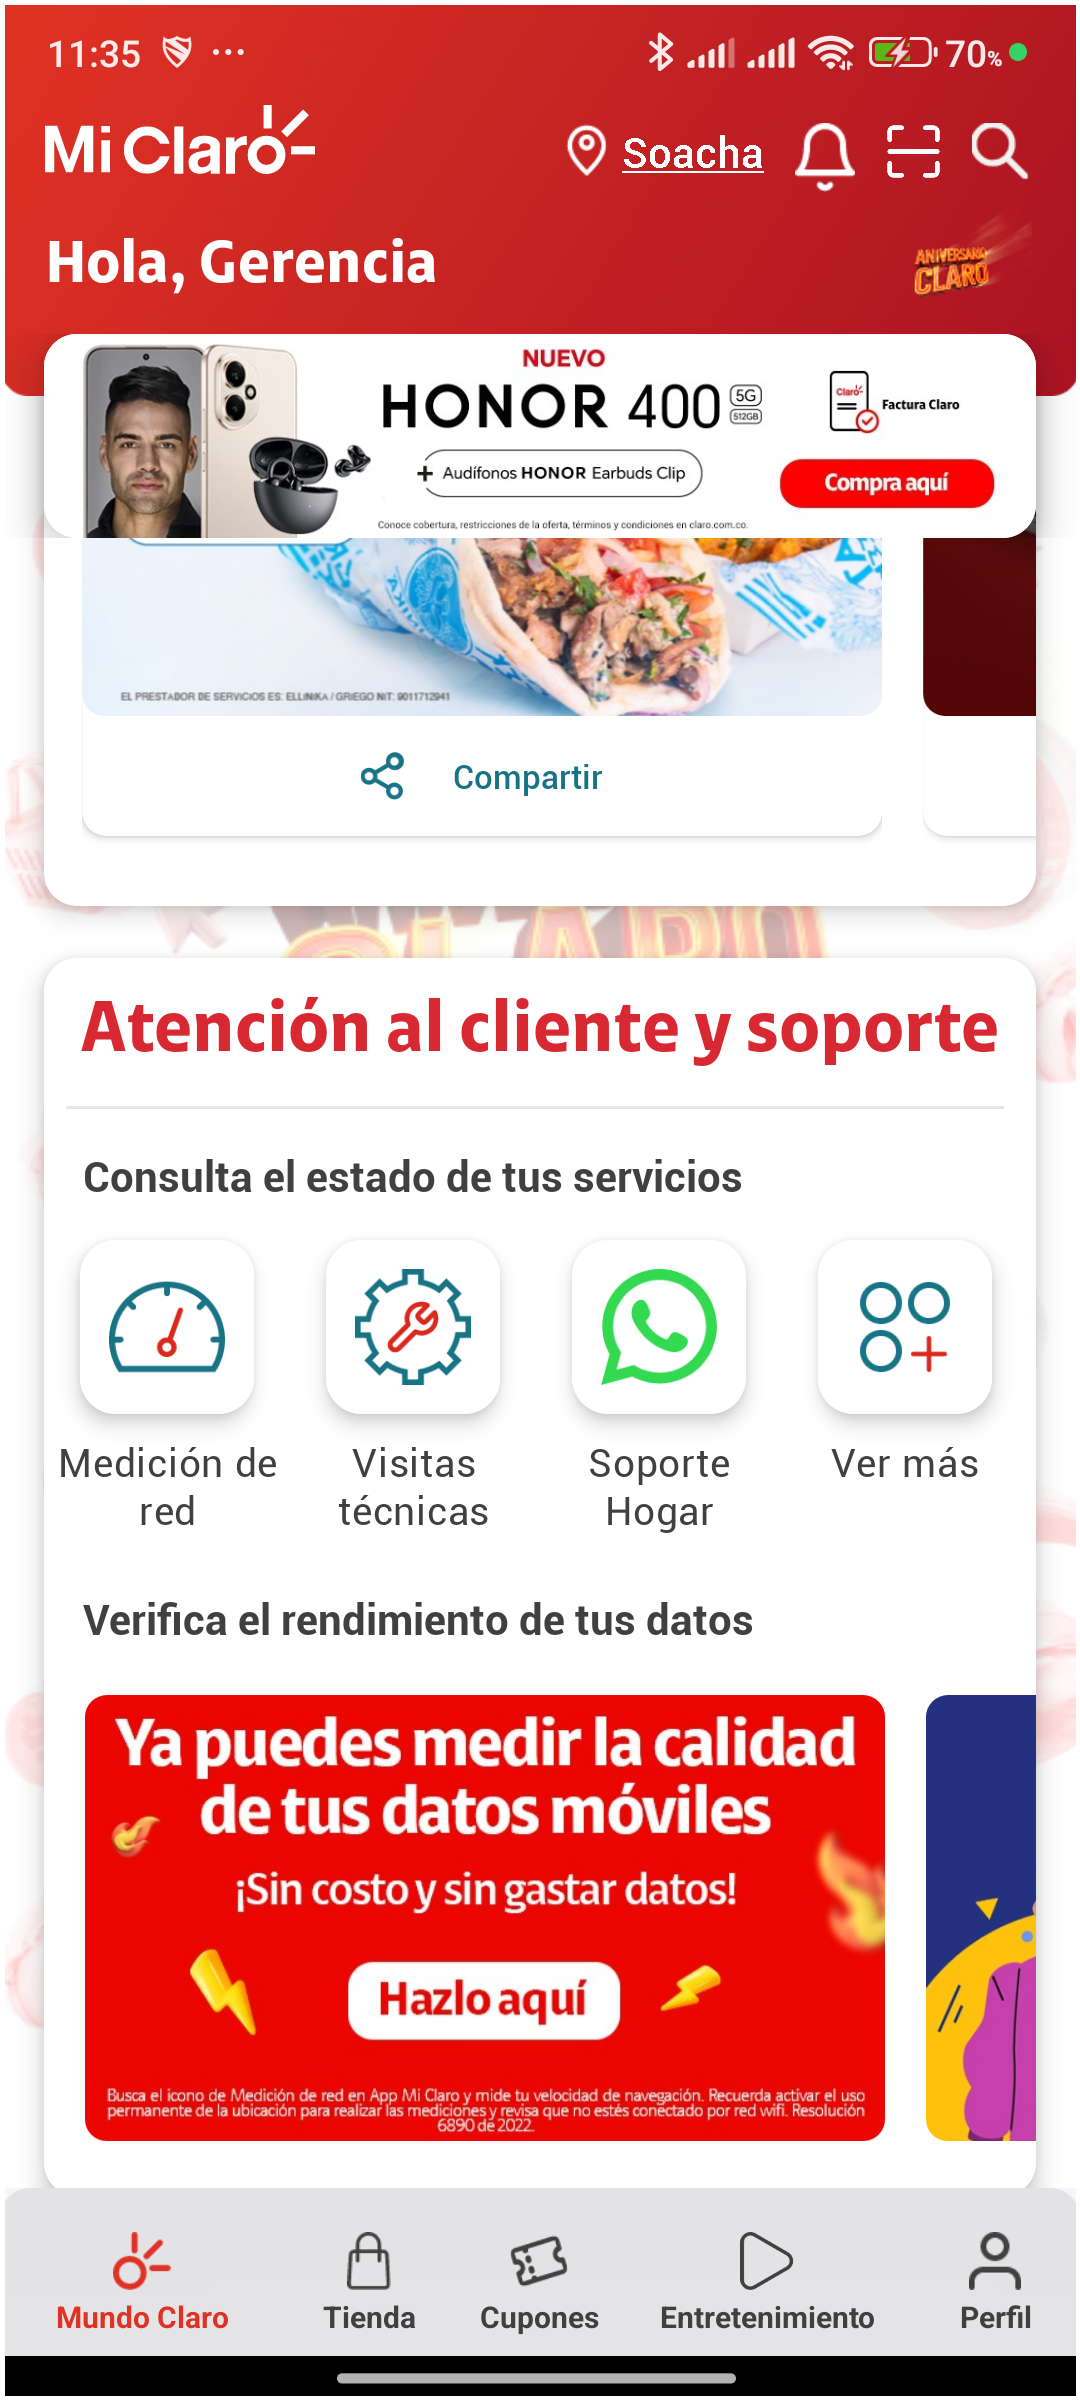 11:35 ... 70%
Mi Claro Soacha
Hola, Gerencia
ANIVERSARIO
CLARO
NUEVO
HONOR 400 5G 512GB
Claro
Factura Claro
+ Audífonos HONOR Earbuds Clip
Compra aquí
Conoce cobertura, restricciones de la oferta, términos y condiciones en claro.com.co.
EL PRESTADOR DE SERVICIOS ES: ELLINIKA / GRIEGO NIT: 9011712941
Compartir
CLARO
Atención al cliente y soporte
Consulta el estado de tus servicios
Medición de
red
Visitas
técnicas
Soporte
Hogar
Ver más
Verifica el rendimiento de tus datos
Ya puedes medir la calidad
de tus datos móviles
¡Sin costo y sin gastar datos!
Hazlo aquí
Busca el icono de Medición de red en App Mi Claro y mide tu velocidad de navegación. Recuerda activar el uso
permanente de la ubicación para realizar las mediciones y revisa que no estés conectado por red wifi. Resolución
6890 de 2022.
Mundo Claro Tienda Cupones Entretenimiento Perfil